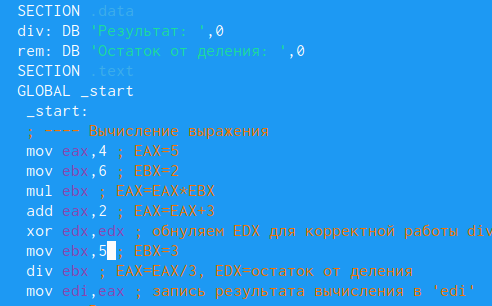 SECTION .data
div: DB 'Результат: ',0
rem: DB 'Остаток от деления: ',0
SECTION .text
GLOBAL _start
_start:
; ---- Вычисление выражения
mov eax,4 ; EAX=5
mov ebx,6 ; EBX=2
mul ebx ; EAX=EAX*EBX
add eax,2 ; EAX=EAX+3
xor edx,edx ; обнуляем EDX для корректной работы div
mov ebx,5 ; EBX=3
div ebx ; EAX=EAX/3, EDX=остаток от деления
mov edi,eax ; запись результата вычисления в 'edi'